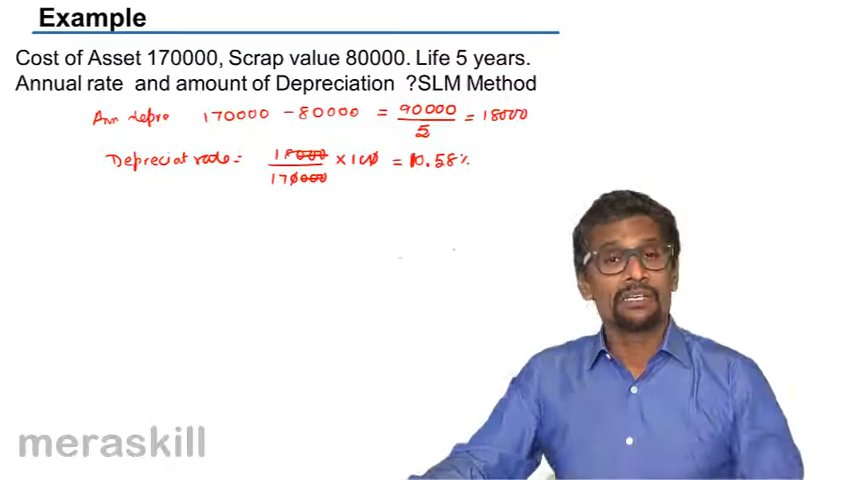 Example
Cost of Asset 170000, Scrap value 80000. Life 5 years.
Annual rate and amount of Depreciation ?SLM Method
Ann depre 170000 - 80000 = 90000/5 = 18000
Depreciat rate = 18000/170000 x 100 = 10.58%
meraskill